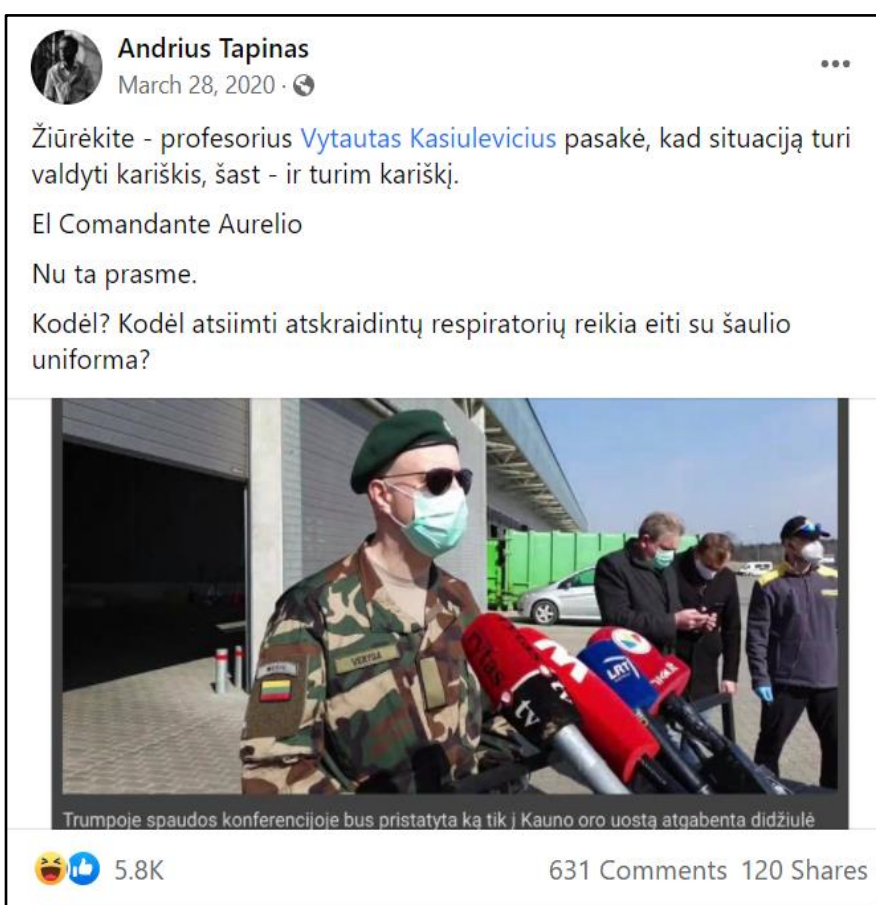 Andrius Tapinas
March 28, 2020 ·
Žiūrėkite - profesorius Vytautas Kasiulevicius pasakė, kad situaciją turi
valdyti kariškis, šast - ir turim kariškį.
El Comandante Aurelio
Nu ta prasme.
Kodėl? Kodėl atsiimti atskraidintų respiratorių reikia eiti su šaulio
uniforma?
VERYGA
rytas
tv
LRT
Trumpoje spaudos konferencijoje bus pristatyta ką tik į Kauno oro uostą atgabenta didžiulė
5.8K
631 Comments 120 Shares